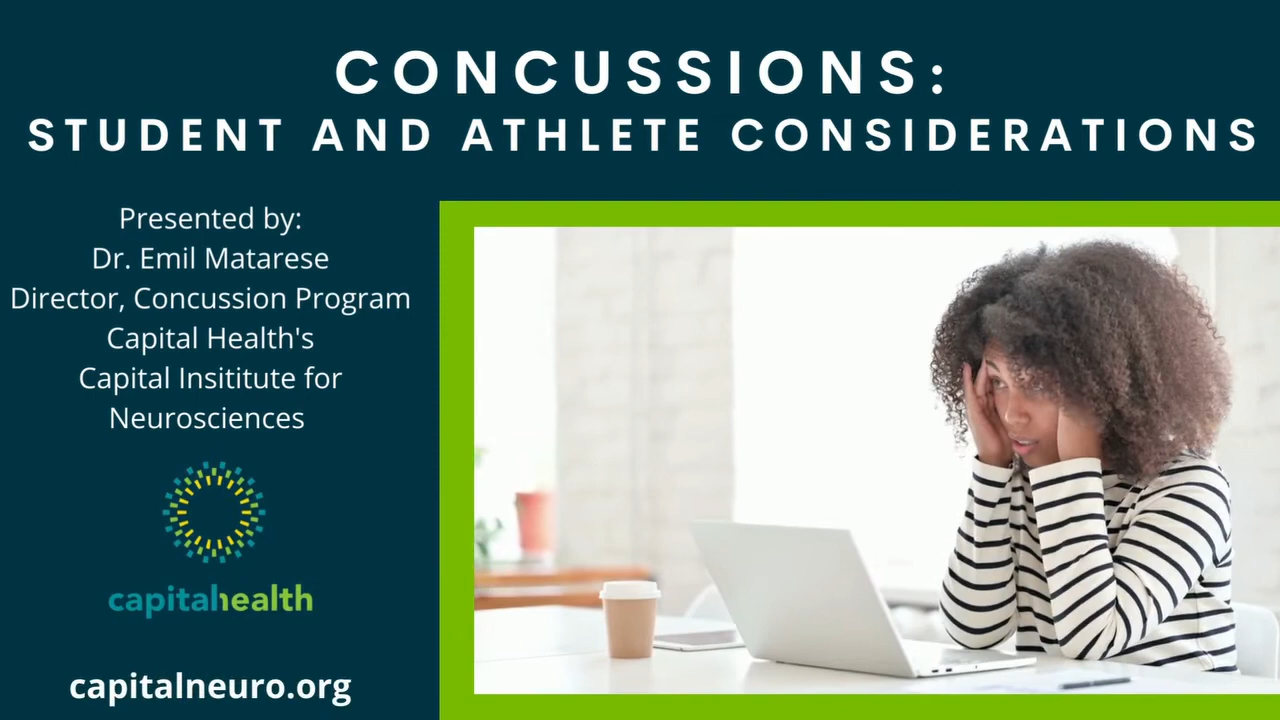 CONCUSSIONS:
STUDENT AND ATHLETE CONSIDERATIONS
Presented by:
Dr. Emil Matarese
Director, Concussion Program
Capital Health's
Capital Insititute for
Neurosciences
capitalhealth
capitalneuro.org